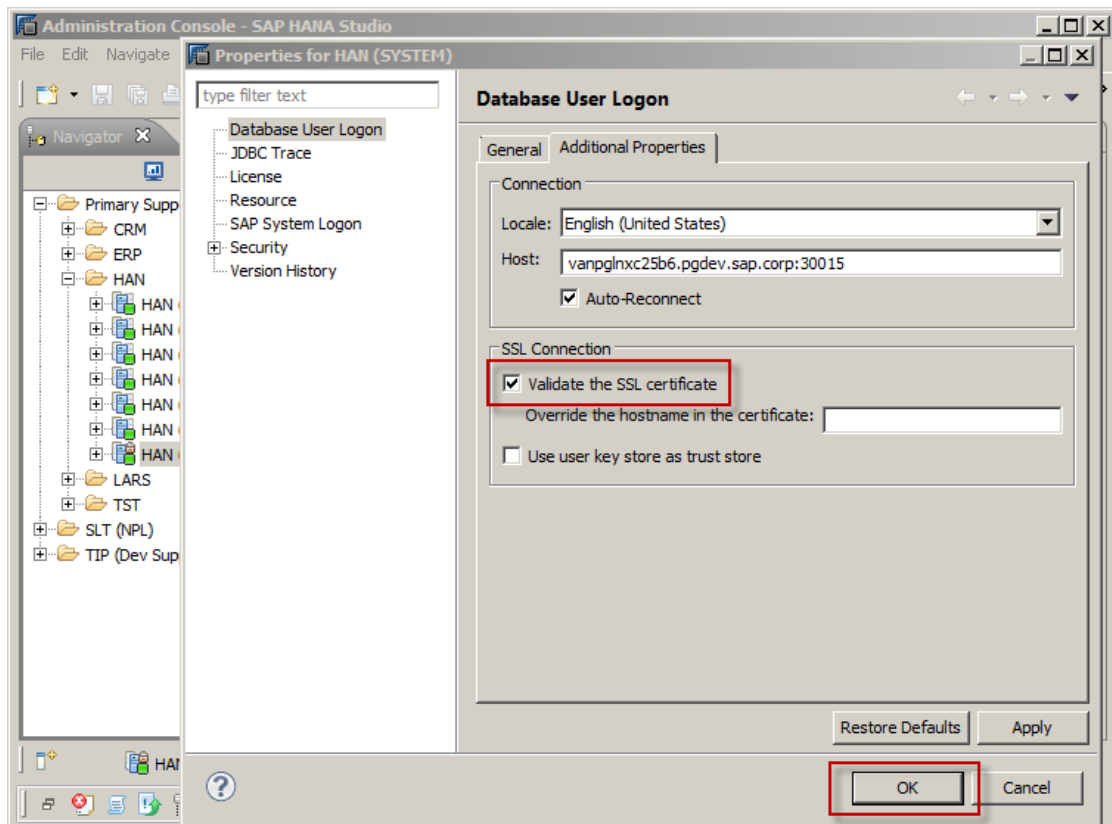 Administration Console - SAP HANA Studio
File Edit Navigate
Properties for HAN (SYSTEM)
type filter text
Database User Logon
JDBC Trace
License
Resource
SAP System Logon
Security
Version History
Navigator
Primary Supp
CRM
ERP
HAN
HAN
HAN
HAN
HAN
HAN
HAN
HAN
LARS
TST
SLT (NPL)
TIP (Dev Sup
HAN
Database User Logon
General Additional Properties
Connection
Locale: English (United States)
Host: vanpglnxc25b6.pgdev.sap.corp:30015
Auto-Reconnect
SSL Connection
Validate the SSL certificate
Override the hostname in the certificate:
Use user key store as trust store
Restore Defaults Apply
OK Cancel